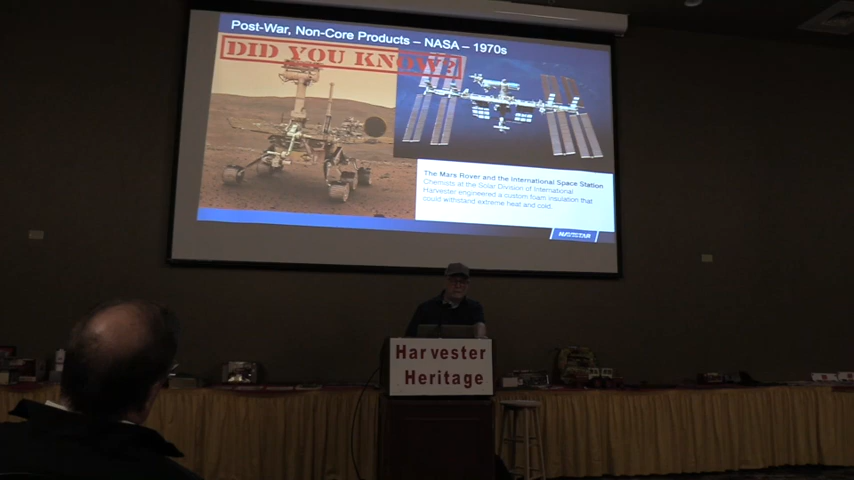 Post-War, Non-Core Products – NASA – 1970s
DID YOU KNOW?
The Mars Rover and the International Space Station
Chemists at the Solar Division of International
Harvester engineered a custom foam insulation that
could withstand extreme heat and cold.
NAVISTAR
Harvester
Heritage